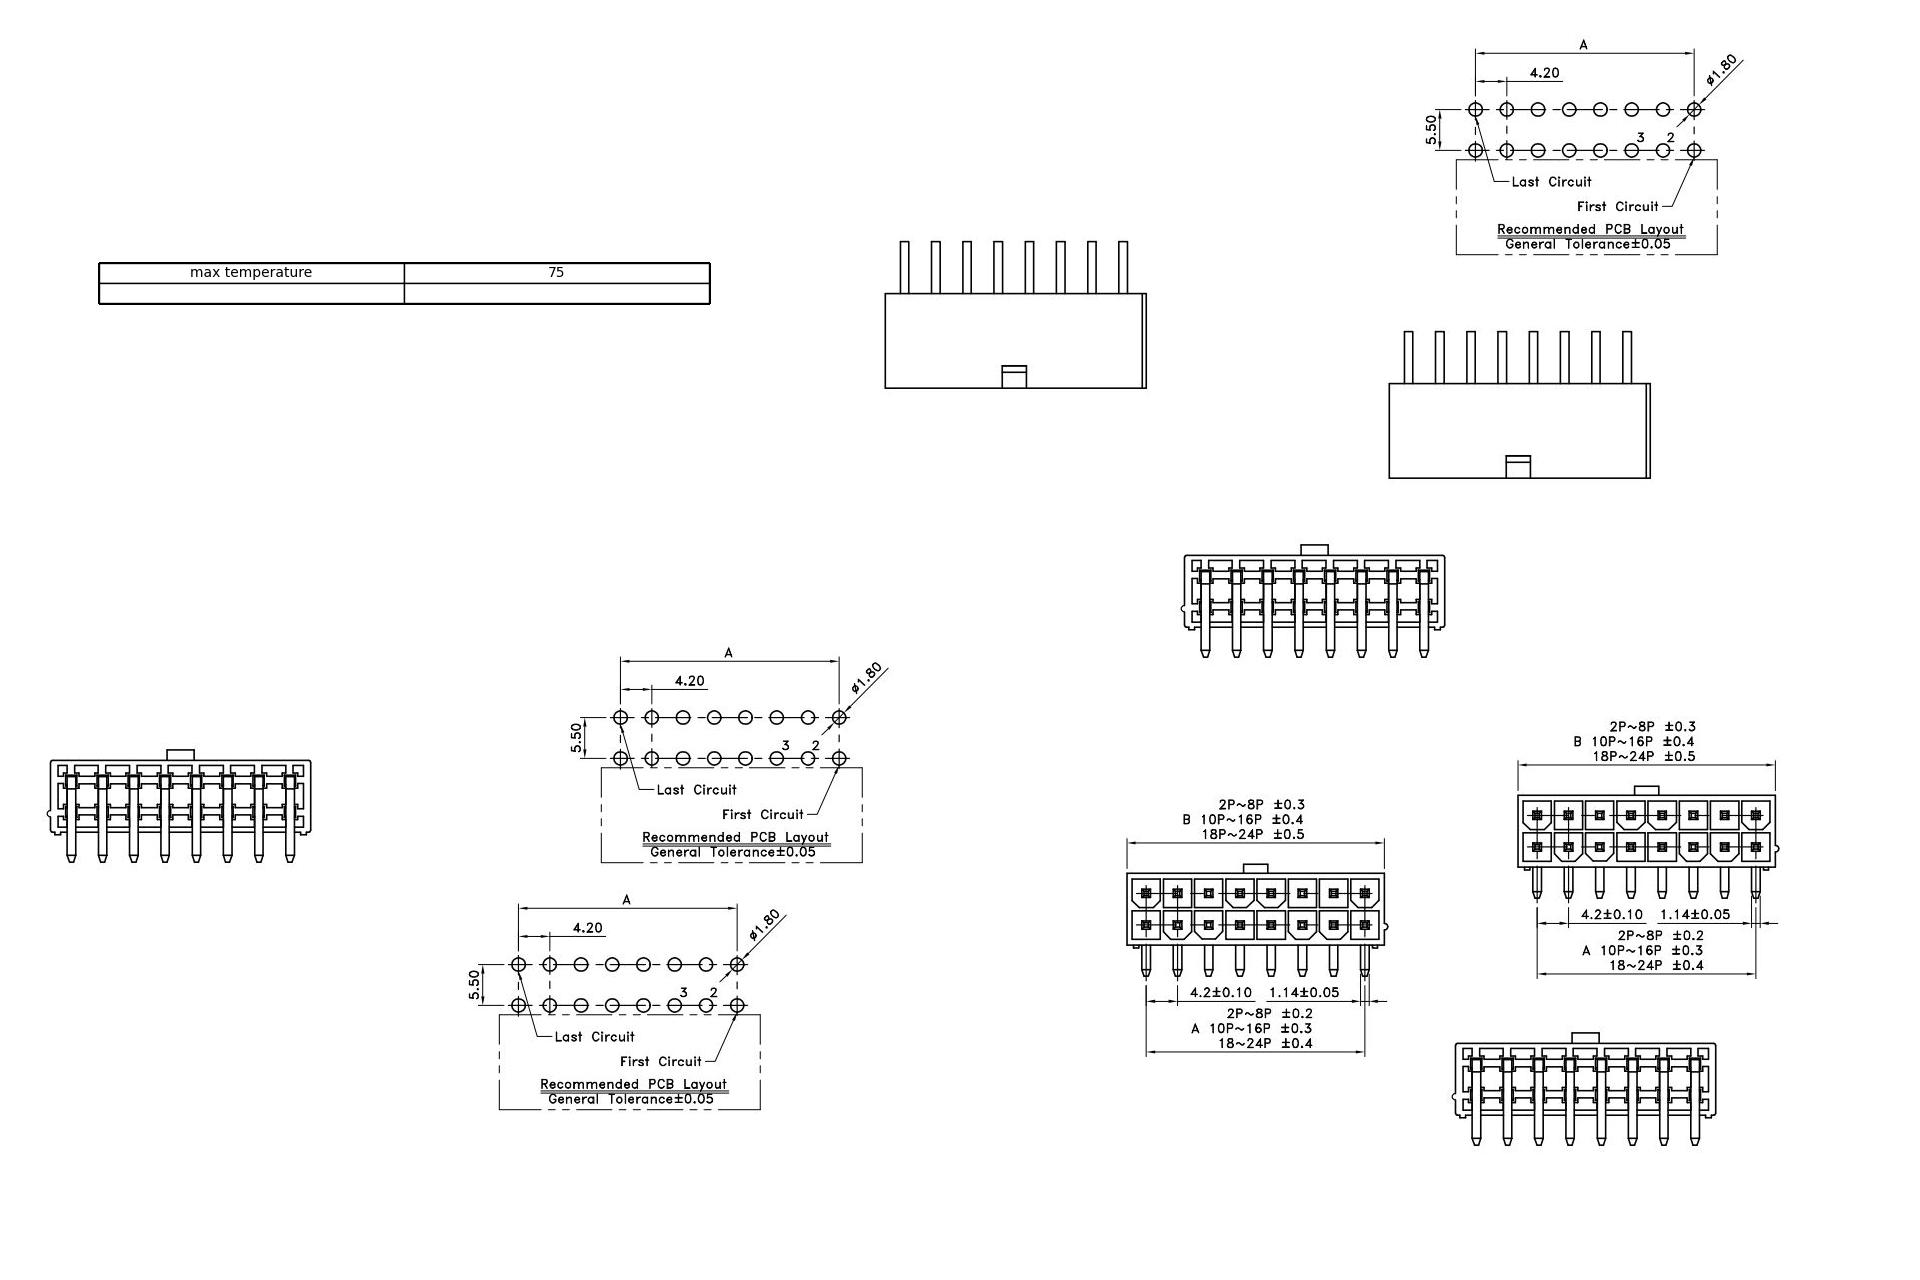 A
4.20
ø1.80
5.50
3 2
Last Circuit
First Circuit
Recommended PCB Layout
General Tolerance±0.05
max temperature 75
A
4.20
ø1.80
5.50
3 2
Last Circuit
First Circuit
Recommended PCB Layout
General Tolerance±0.05
2P~8P ±0.3
B 10P~16P ±0.4
18P~24P ±0.5
4.2±0.10 1.14±0.05
2P~8P ±0.2
A 10P~16P ±0.3
18~24P ±0.4
2P~8P ±0.3
B 10P~16P ±0.4
18P~24P ±0.5
4.2±0.10 1.14±0.05
2P~8P ±0.2
A 10P~16P ±0.3
18~24P ±0.4
A
4.20
ø1.80
5.50
3 2
Last Circuit
First Circuit
Recommended PCB Layout
General Tolerance±0.05